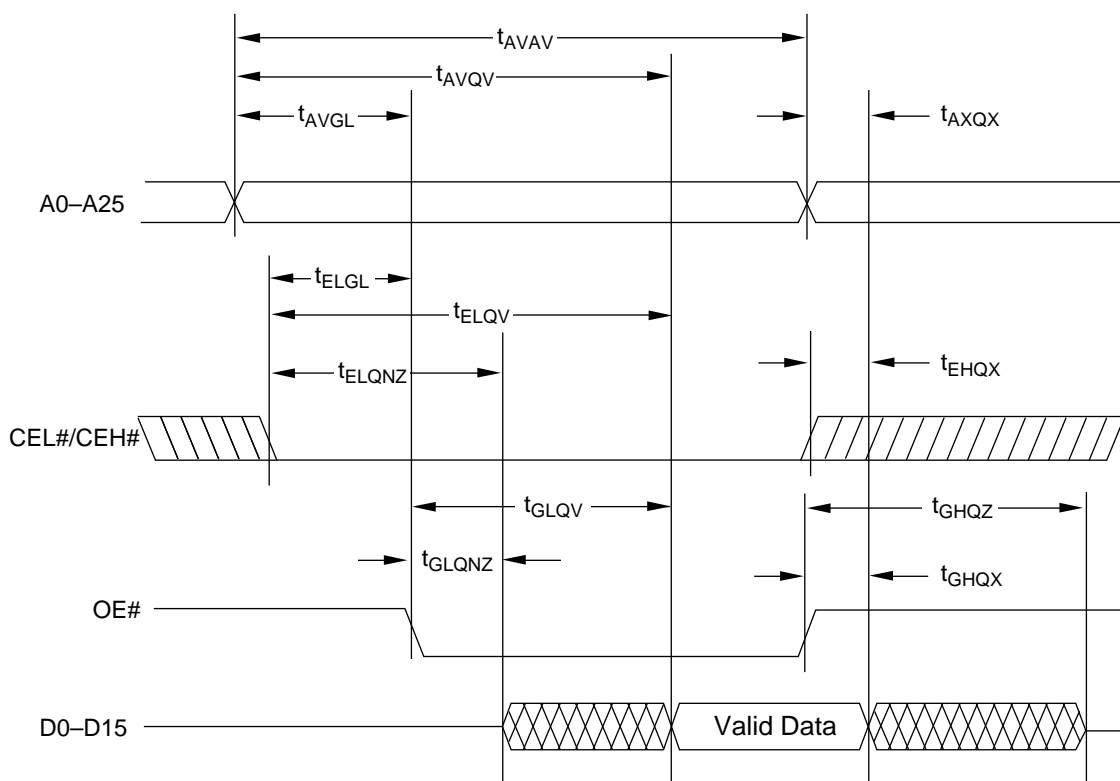 tAVAV
tAVQV
tAVGL
tAXQX
A0–A25
tELGL
tELQV
tELQNZ
tEHQX
CEL#/CEH#
tGLQV
tGHQZ
tGLQNZ
tGHQX
OE#
D0–D15
Valid Data